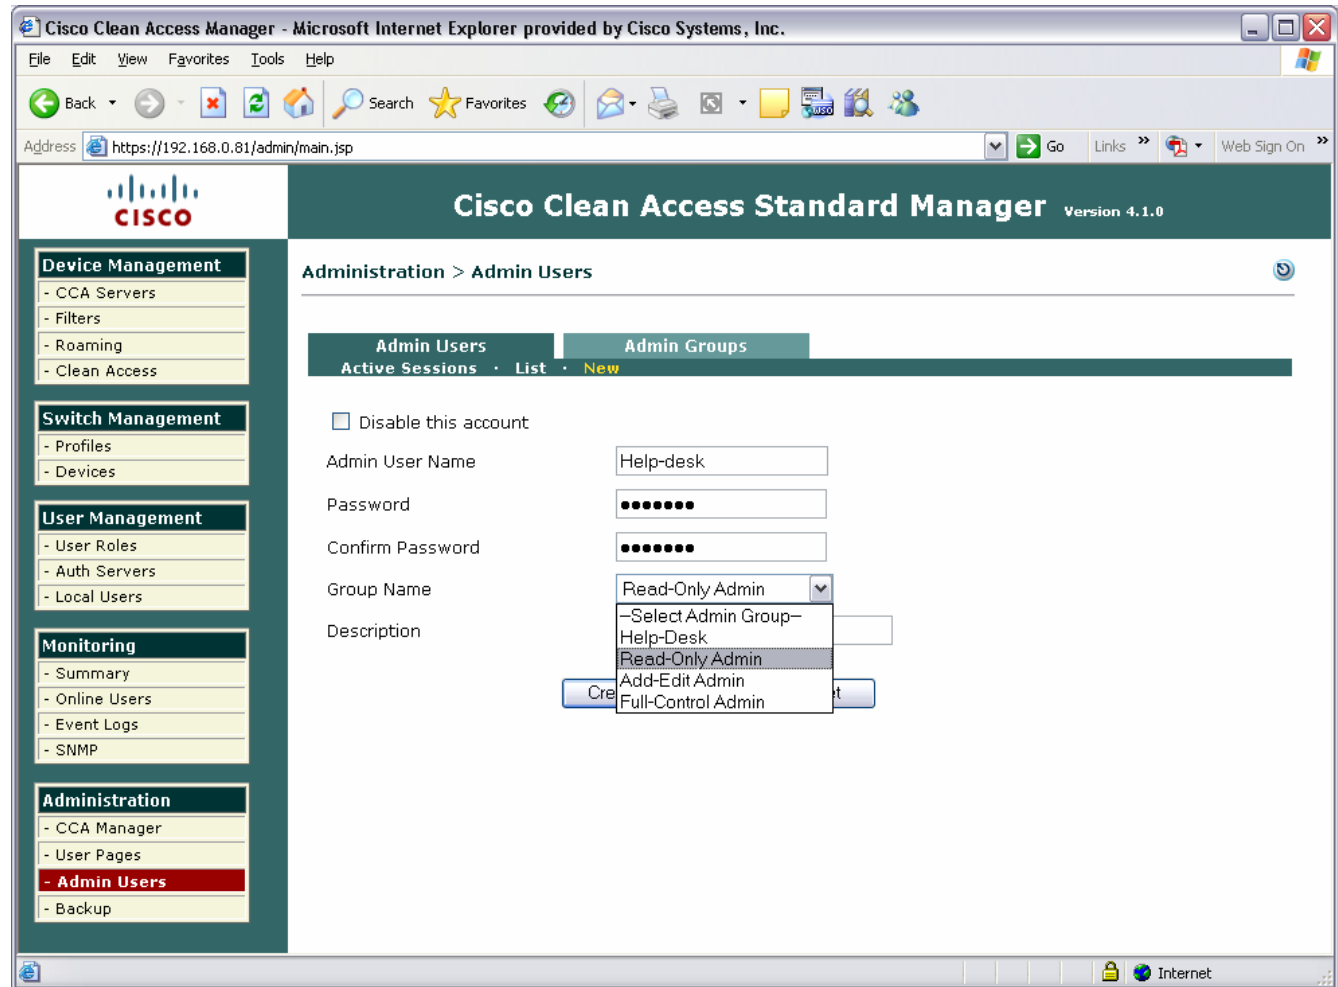 Cisco Clean Access Manager - Microsoft Internet Explorer provided by Cisco Systems, Inc.
File Edit View Favorites Tools Help
Back Search Favorites
Address https://192.168.0.81/admin/main.jsp Go Links » Web Sign On »
CISCO
Cisco Clean Access Standard Manager Version 4.1.0
Device Management
- CCA Servers
- Filters
- Roaming
- Clean Access
Switch Management
- Profiles
- Devices
User Management
- User Roles
- Auth Servers
- Local Users
Monitoring
- Summary
- Online Users
- Event Logs
- SNMP
Administration
- CCA Manager
- User Pages
- Admin Users
- Backup
Administration > Admin Users
Admin Users Admin Groups
Active Sessions · List · New
Disable this account
Admin User Name Help-desk
Password •••••••
Confirm Password •••••••
Group Name Read-Only Admin
--Select Admin Group--
Help-Desk
Read-Only Admin
Add-Edit Admin
Full-Control Admin
Description
Internet